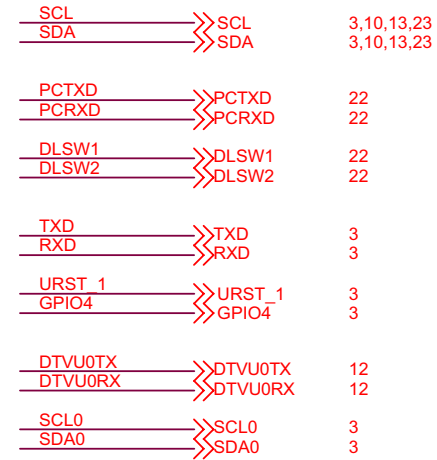 SCL SCL 3,10,13,23
SDA SDA 3,10,13,23
PCTXD PCTXD 22
PCRXD PCRXD 22
DLSW1 DLSW1 22
DLSW2 DLSW2 22
TXD TXD 3
RXD RXD 3
URST_1 URST_1 3
GPIO4 GPIO4 3
DTVU0TX DTVU0TX 12
DTVU0RX DTVU0RX 12
SCL0 SCL0 3
SDA0 SDA0 3